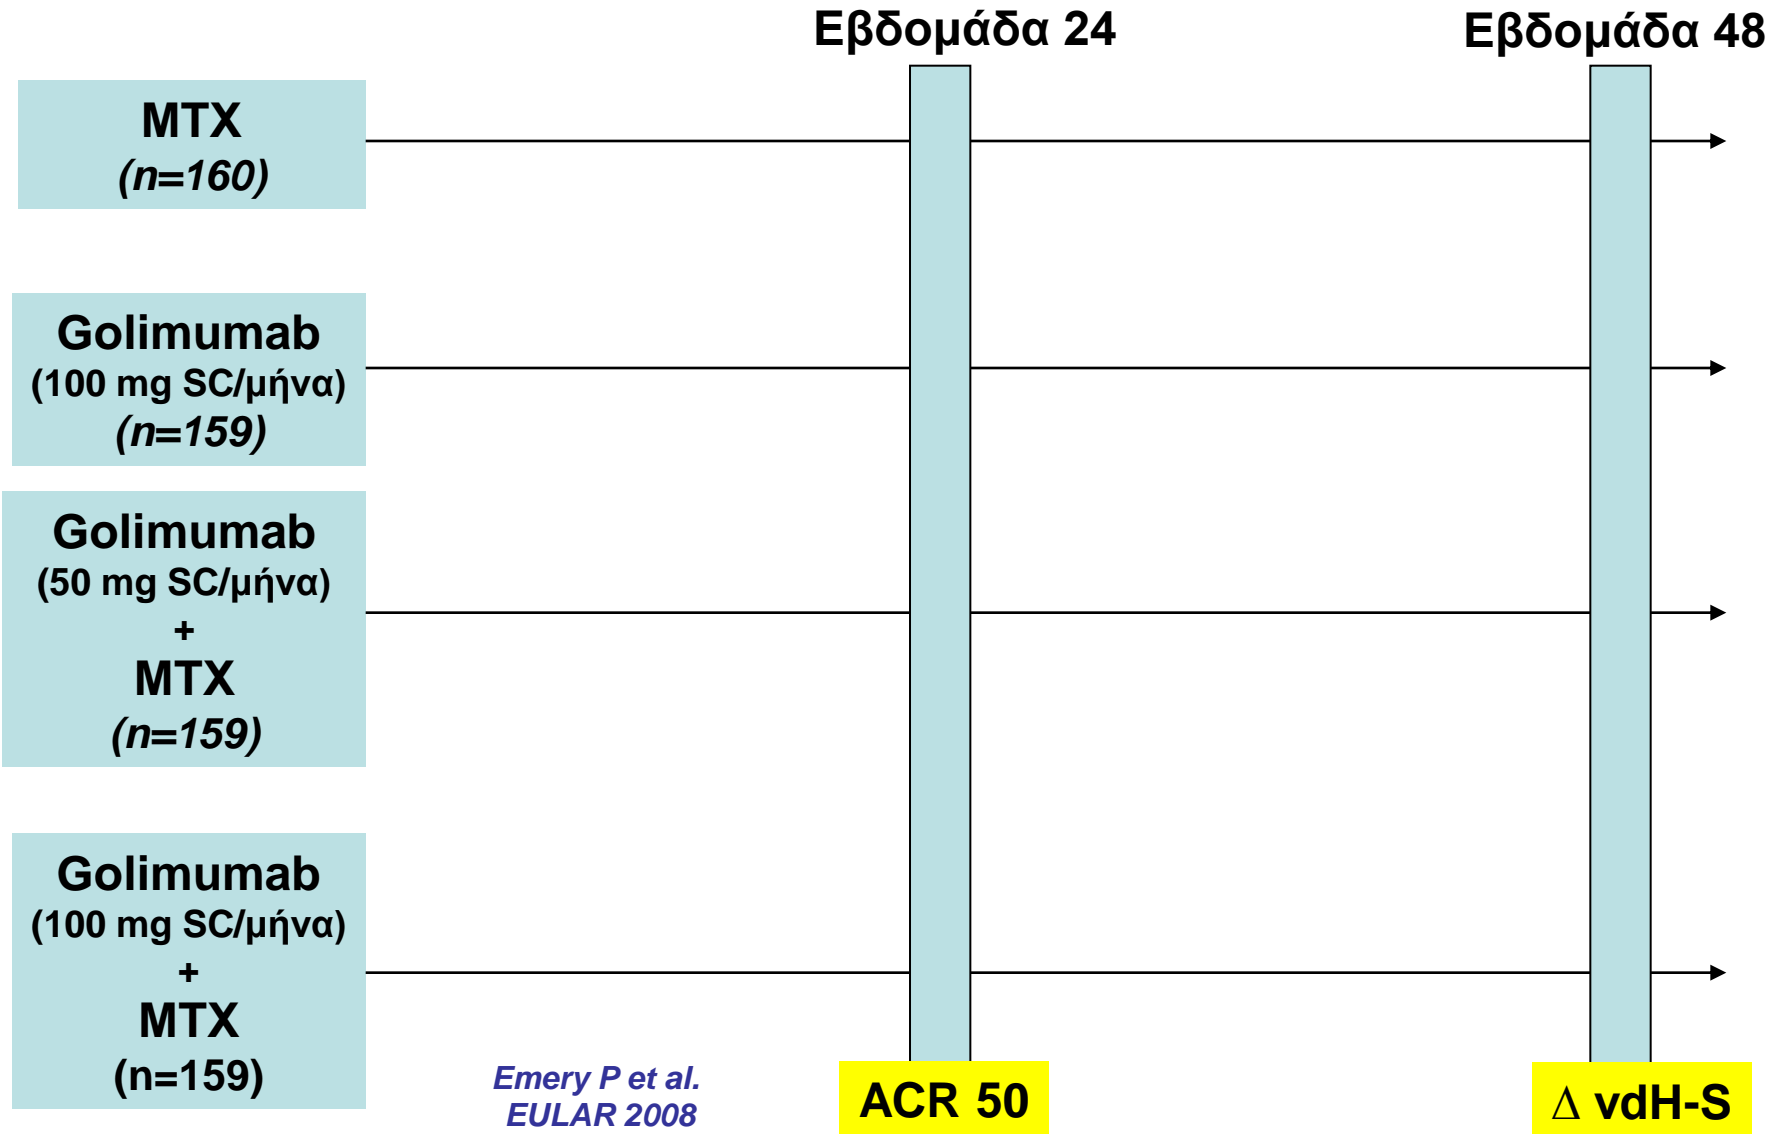 Εβδομάδα 24
Εβδομάδα 48
MTX
(n=160)
Golimumab
(100 mg SC/μήνα)
(n=159)
Golimumab
(50 mg SC/μήνα)
+
MTX
(n=159)
Golimumab
(100 mg SC/μήνα)
+
MTX
(n=159)
Emery P et al.
EULAR 2008
ACR 50
Δ vdH-S